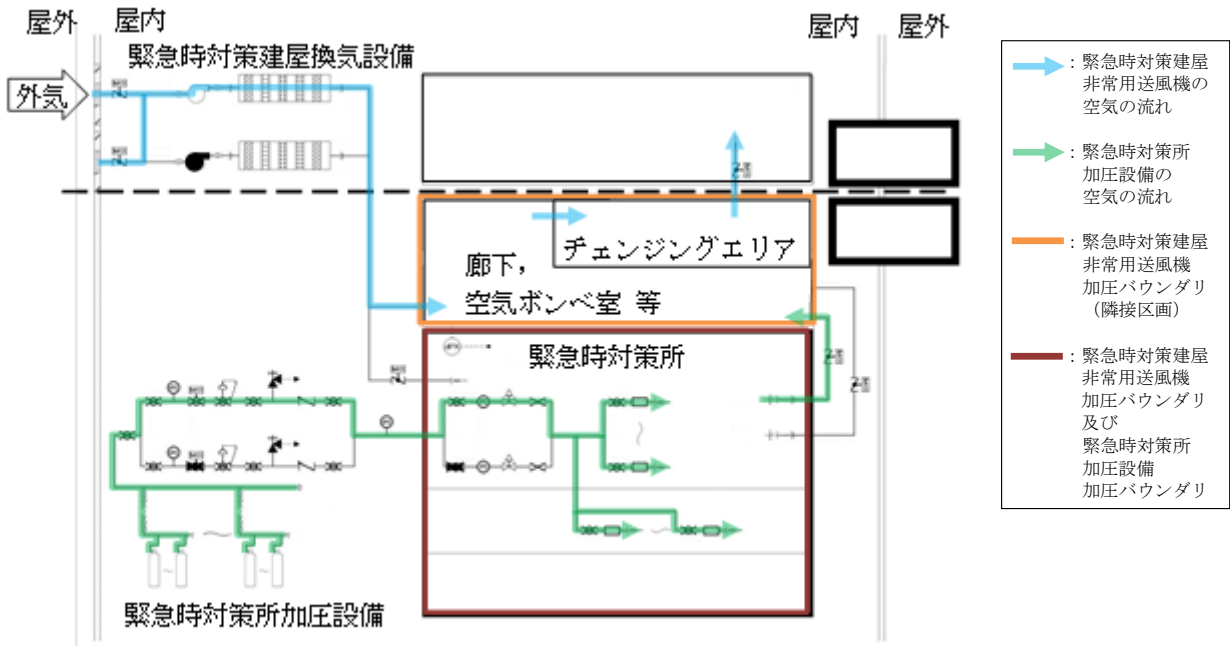 屋外
屋内
緊急時対策建屋換気設備
外気
屋内
屋外
チェンジングエリア
廊下，
空気ボンベ室 等
緊急時対策所
緊急時対策所加圧設備
：緊急時対策建屋
非常用送風機の
空気の流れ
：緊急時対策所
加圧設備の
空気の流れ
：緊急時対策建屋
非常用送風機
加圧バウンダリ
（隣接区画）
：緊急時対策建屋
非常用送風機
加圧バウンダリ
及び
緊急時対策所
加圧設備
加圧バウンダリ